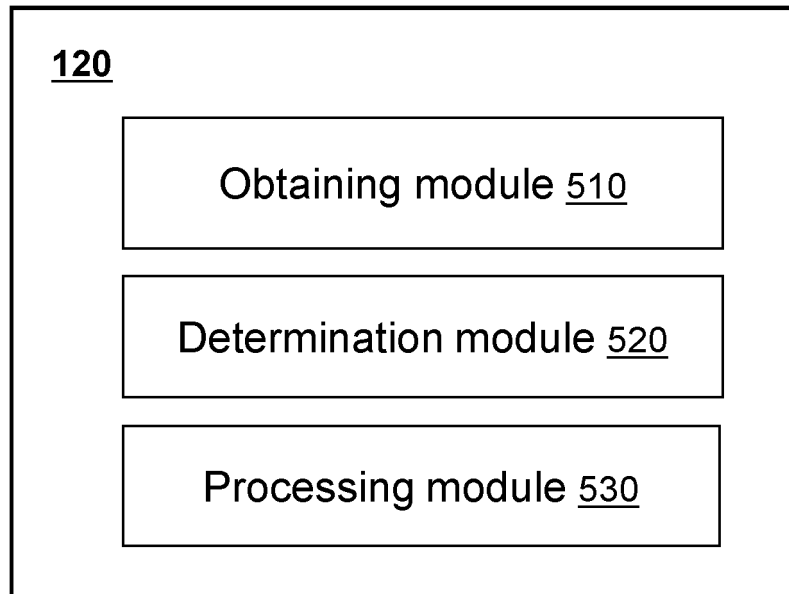 120
Obtaining module 510
Determination module 520
Processing module 530